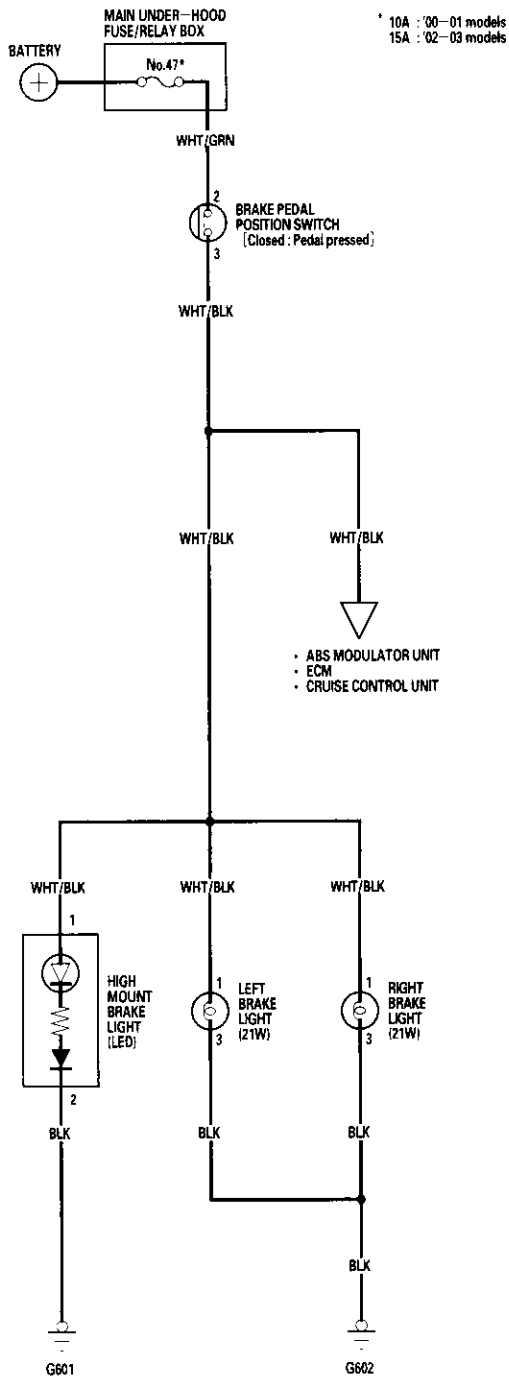 MAIN UNDER-HOOD
FUSE/RELAY BOX
* 10A : '00-01 models
15A : '02-03 models
BATTERY
No.47*
WHT/GRN
2
BRAKE PEDAL
POSITION SWITCH
[Closed : Pedal pressed]
3
WHT/BLK
WHT/BLK
WHT/BLK
• ABS MODULATOR UNIT
• ECM
• CRUISE CONTROL UNIT
WHT/BLK
WHT/BLK
WHT/BLK
1
HIGH
MOUNT
BRAKE
LIGHT
(LED)
2
1
LEFT
BRAKE
LIGHT
(21W)
3
1
RIGHT
BRAKE
LIGHT
(21W)
3
BLK
BLK
BLK
BLK
G601
G602